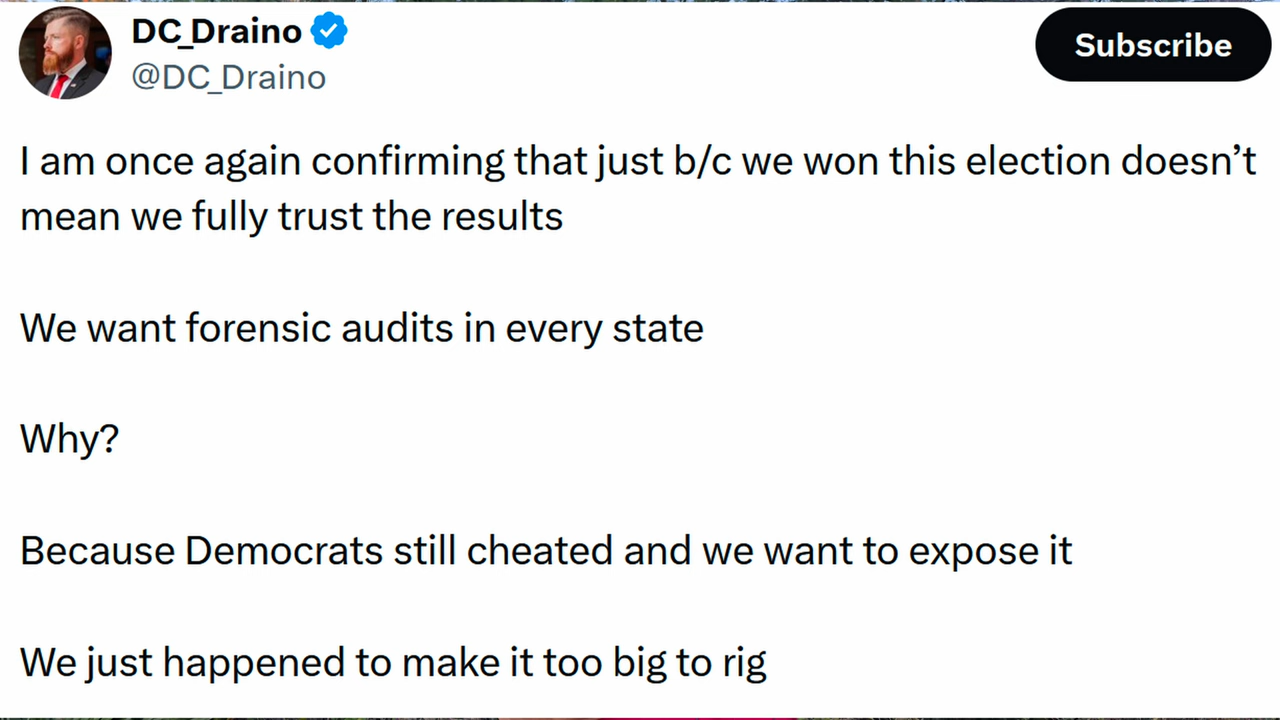 DC_Draino
Subscribe
@DC_Draino
I am once again confirming that just b/c we won this election doesn’t
mean we fully trust the results
We want forensic audits in every state
Why?
Because Democrats still cheated and we want to expose it
We just happened to make it too big to rig